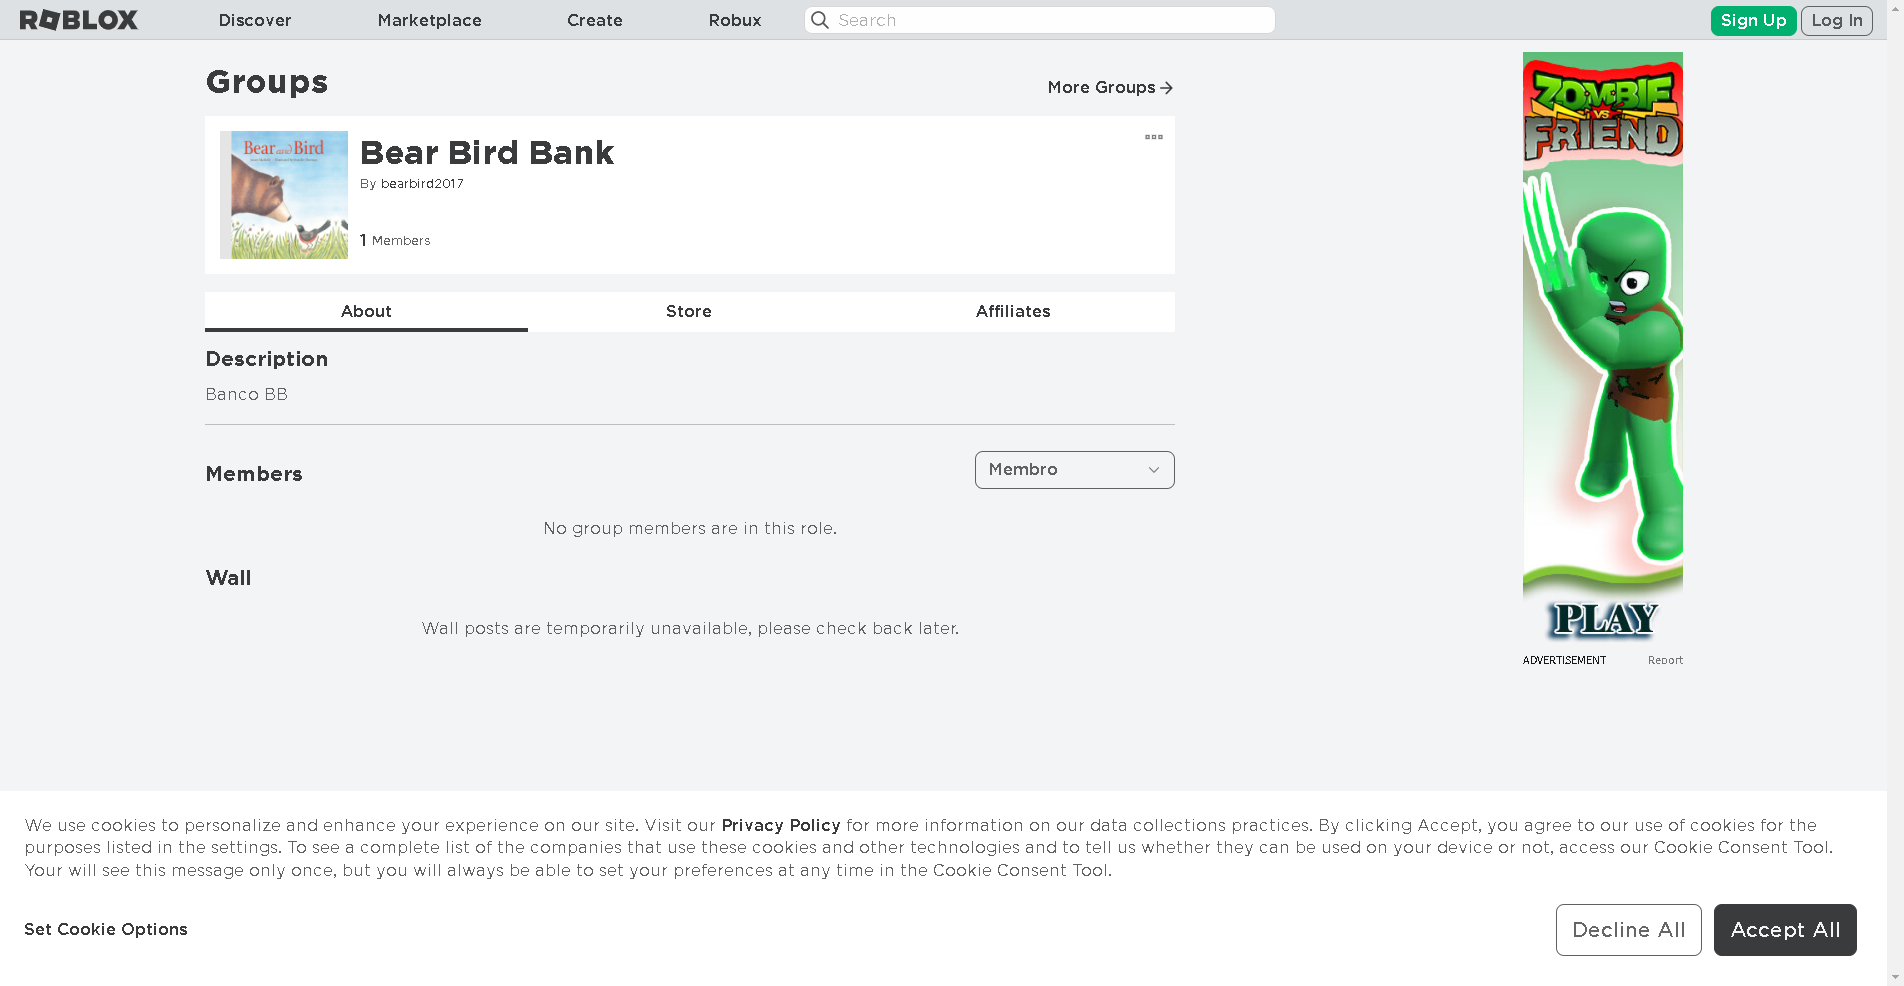 ROBLOX
Discover
Marketplace
Create
Robux
Search
Sign Up
Log In
Groups
More Groups
Bear and Bird
Bear Bird Bank
By bearbird2017
1 Members
About
Store
Affiliates
Description
Banco BB
Members
Membro
No group members are in this role.
Wall
Wall posts are temporarily unavailable, please check back later.
ZOMBIE
VS
FRIEND
PLAY
ADVERTISEMENT
Report
We use cookies to personalize and enhance your experience on our site. Visit our Privacy Policy for more information on our data collections practices. By clicking Accept, you agree to our use of cookies for the
purposes listed in the settings. To see a complete list of the companies that use these cookies and other technologies and to tell us whether they can be used on your device or not, access our Cookie Consent Tool.
Your will see this message only once, but you will always be able to set your preferences at any time in the Cookie Consent Tool.
Set Cookie Options
Decline All
Accept All